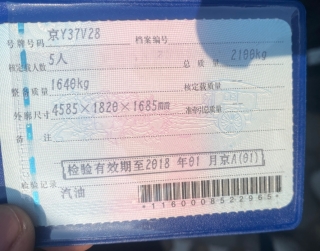 号牌号码 京Y37V28 档案编号
核定载人数 5人 总质量 2100kg
整备质量 1640kg 核定载质量
外廓尺寸 4585×1820×1685mm 准牵引总质量
备注
检验有效期至2018 年01 月京A(01)
检验记录 汽油
*1160008522965*